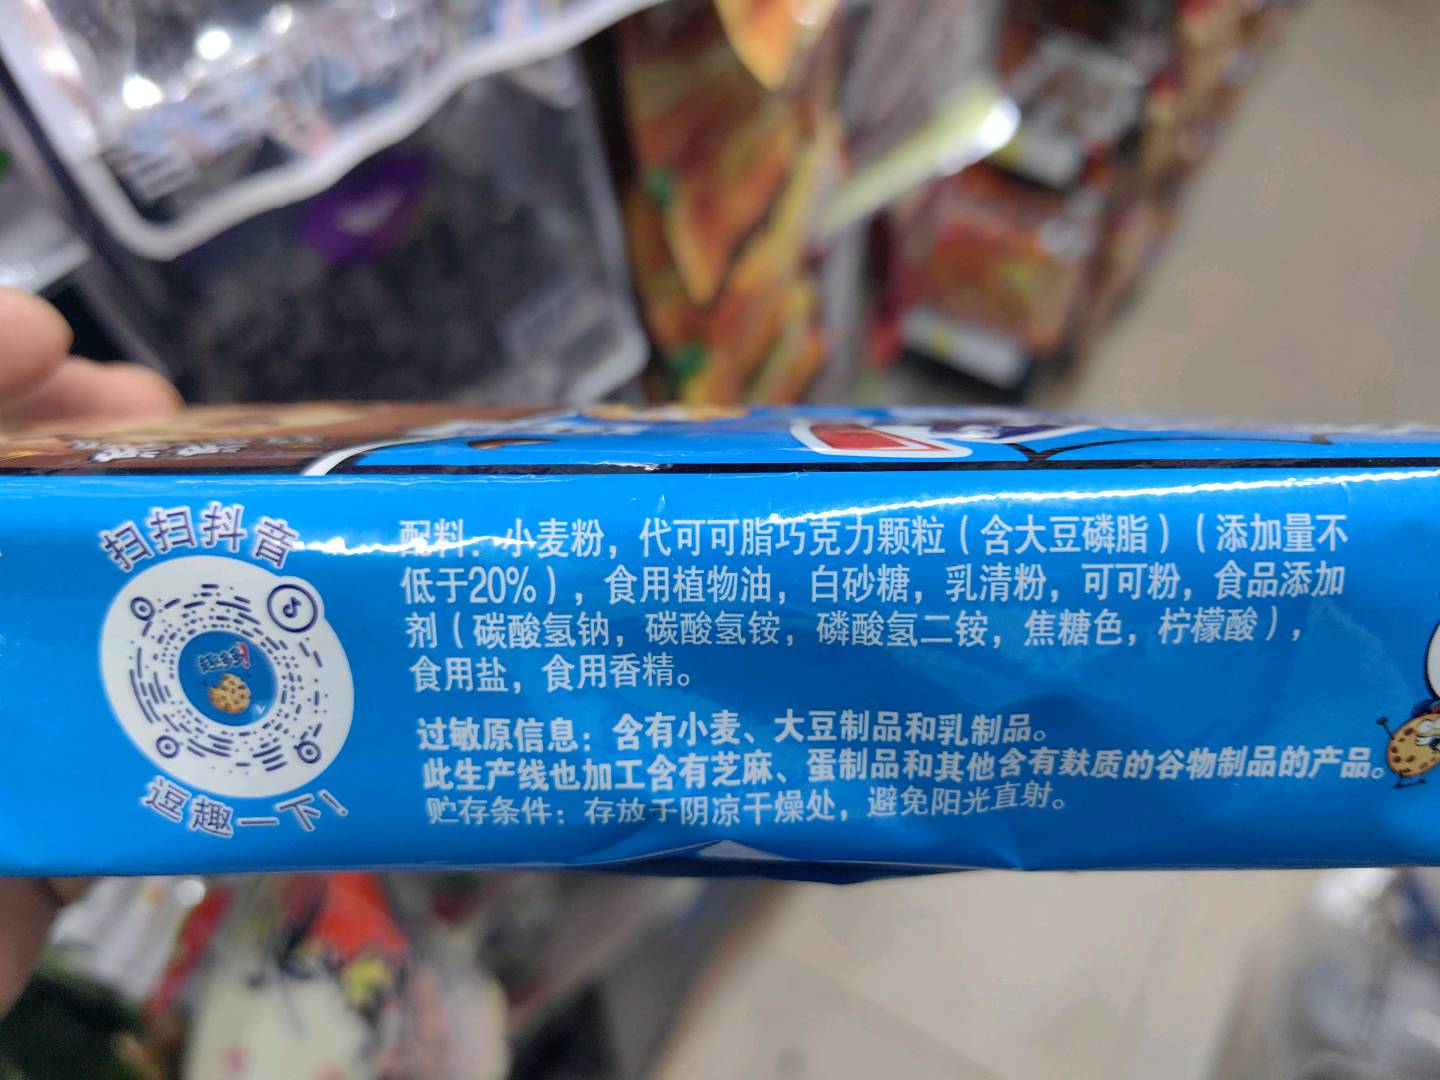 扫扫抖音
趣多多!
逗趣一下!
配料：小麦粉，代可可脂巧克力颗粒（含大豆磷脂）（添加量不
低于20%），食用植物油，白砂糖，乳清粉，可可粉，食品添加
剂（碳酸氢钠，碳酸氢铵，磷酸氢二铵，焦糖色，柠檬酸），
食用盐，食用香精。
过敏原信息：含有小麦、大豆制品和乳制品。
此生产线也加工含有芝麻、蛋制品和其他含有麸质的谷物制品的产品。
贮存条件：存放于阴凉干燥处，避免阳光直射。